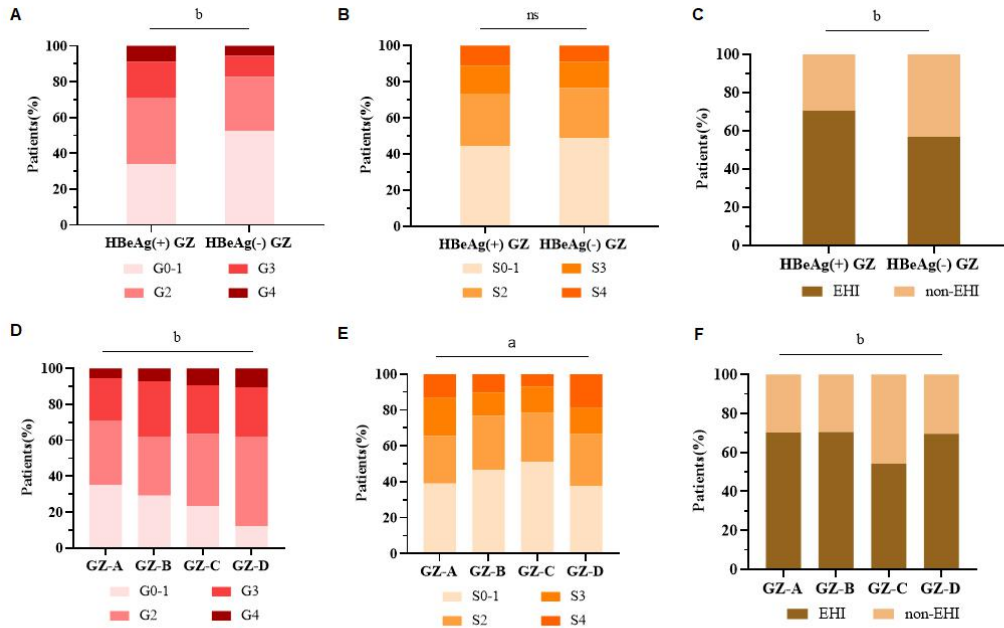 A
b
Patients(%)
100
80
60
40
20
0
HBeAg(+) GZ HBeAg(-) GZ
G0-1 G3
G2 G4
B
ns
Patients(%)
100
80
60
40
20
0
HBeAg(+) GZ HBeAg(-) GZ
S0-1 S3
S2 S4
C
b
Patients(%)
100
80
60
40
20
0
HBeAg(+) GZ HBeAg(-) GZ
EHI non-EHI
D
b
Patients(%)
100
80
60
40
20
0
GZ-A GZ-B GZ-C GZ-D
G0-1 G3
G2 G4
E
a
Patients(%)
100
80
60
40
20
0
GZ-A GZ-B GZ-C GZ-D
S0-1 S3
S2 S4
F
b
Patients(%)
100
80
60
40
20
0
GZ-A GZ-B GZ-C GZ-D
EHI non-EHI